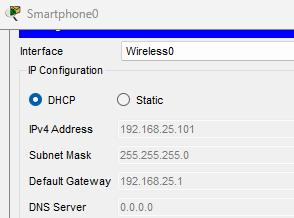 Smartphone0
Interface Wireless0
IP Configuration
DHCP Static
IPv4 Address 192.168.25.101
Subnet Mask 255.255.255.0
Default Gateway 192.168.25.1
DNS Server 0.0.0.0